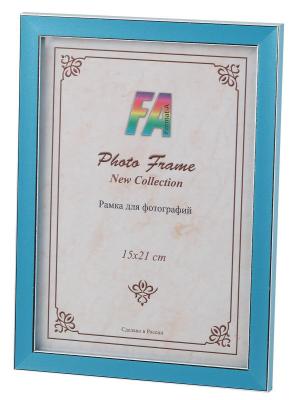 FA
Photo Frame
New Collection
Рамка для фотографий
15x21 cm
Сделано в России